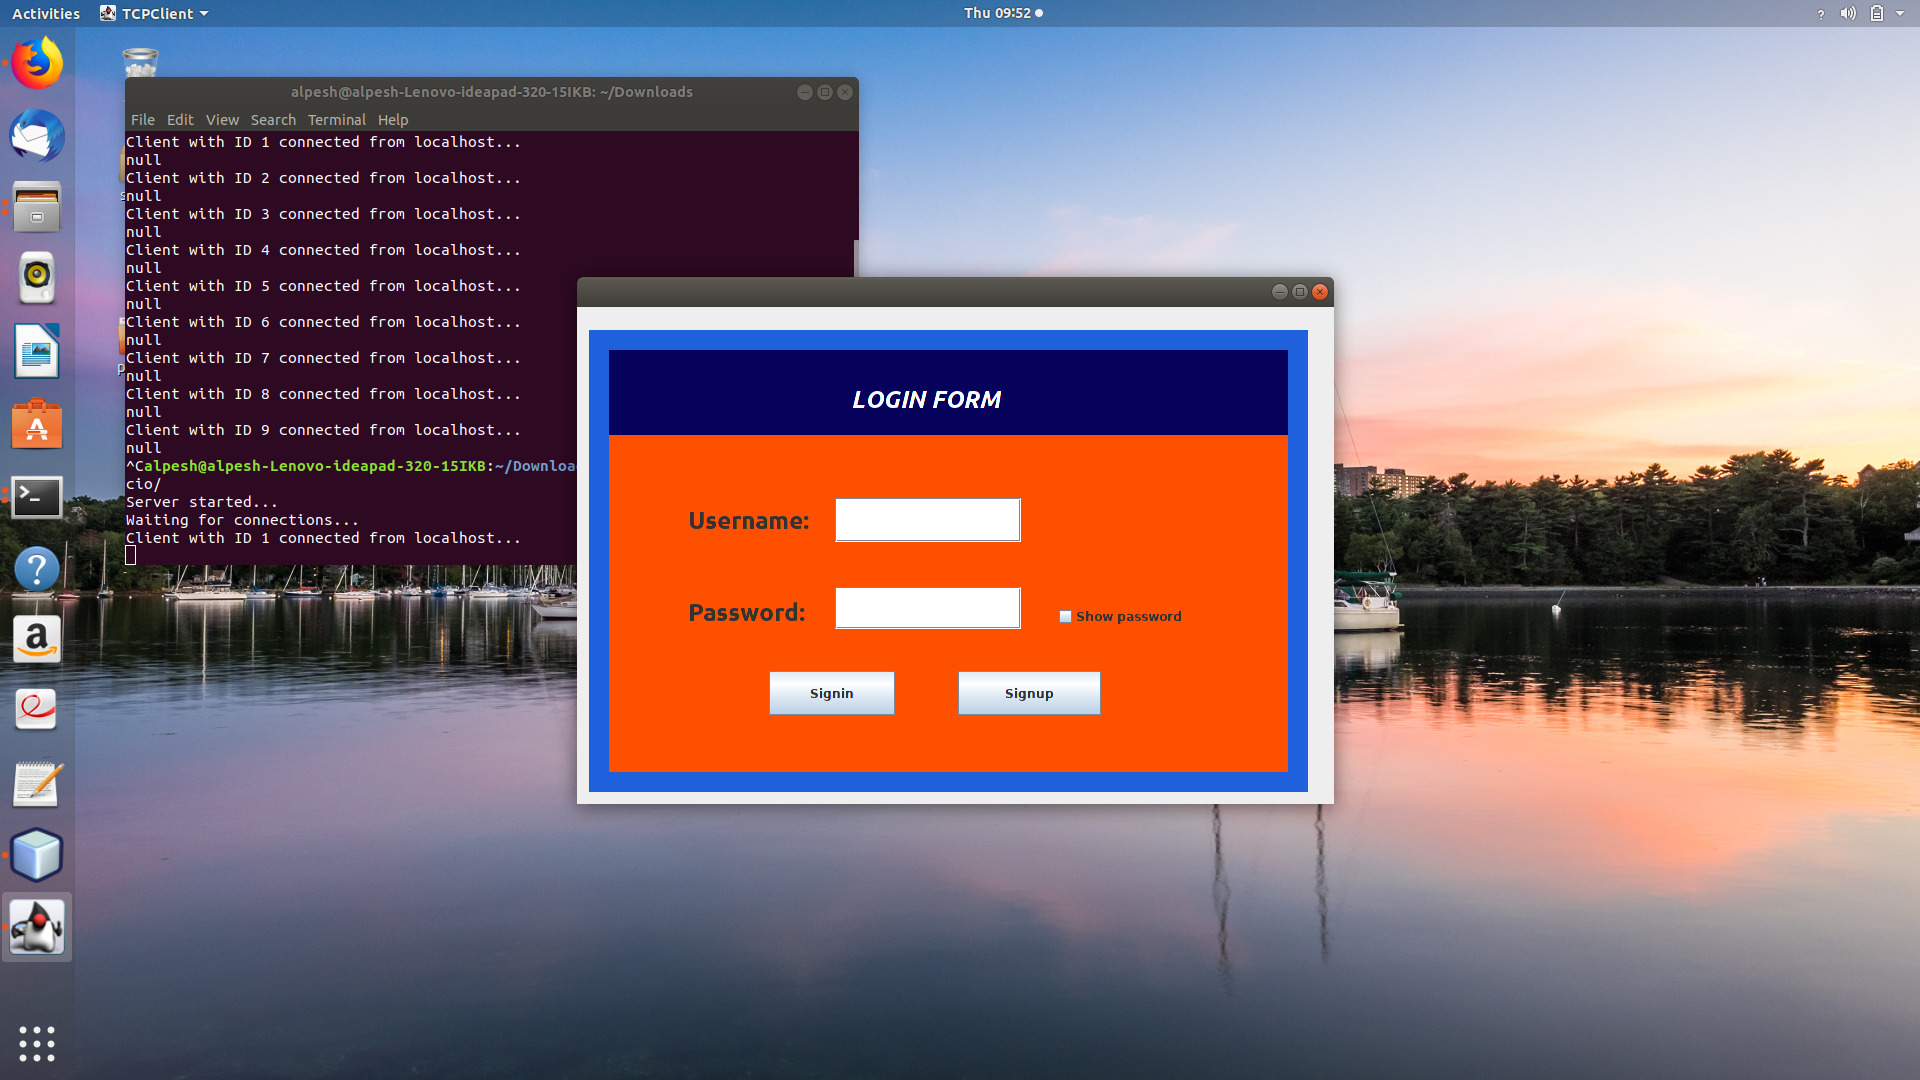 Activities TCPClient Thu 09:52
alpesh@alpesh-Lenovo-ideapad-320-15IKB: ~/Downloads
File Edit View Search Terminal Help
Client with ID 1 connected from localhost...
null
Client with ID 2 connected from localhost...
null
Client with ID 3 connected from localhost...
null
Client with ID 4 connected from localhost...
null
Client with ID 5 connected from localhost...
null
Client with ID 6 connected from localhost...
null
Client with ID 7 connected from localhost...
null
Client with ID 8 connected from localhost...
null
Client with ID 9 connected from localhost...
null
^Calpesh@alpesh-Lenovo-ideapad-320-15IKB:~/Downloa
cio/
Server started...
Waiting for connections...
Client with ID 1 connected from localhost...
LOGIN FORM
Username:
Password:
Show password
Signin Signup